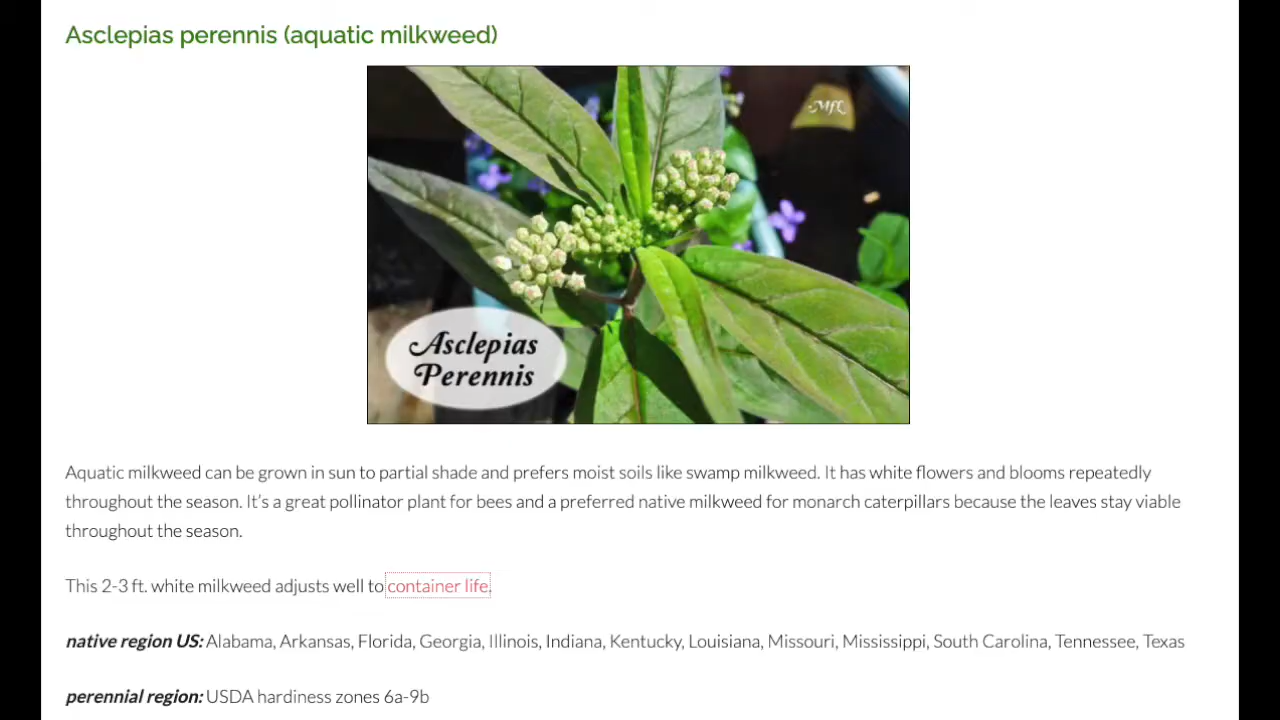 Asclepias perennis (aquatic milkweed)
MfC
Asclepias
Perennis
Aquatic milkweed can be grown in sun to partial shade and prefers moist soils like swamp milkweed. It has white flowers and blooms repeatedly
throughout the season. It’s a great pollinator plant for bees and a preferred native milkweed for monarch caterpillars because the leaves stay viable
throughout the season.
This 2-3 ft. white milkweed adjusts well to container life.
native region US: Alabama, Arkansas, Florida, Georgia, Illinois, Indiana, Kentucky, Louisiana, Missouri, Mississippi, South Carolina, Tennessee, Texas
perennial region: USDA hardiness zones 6a-9b